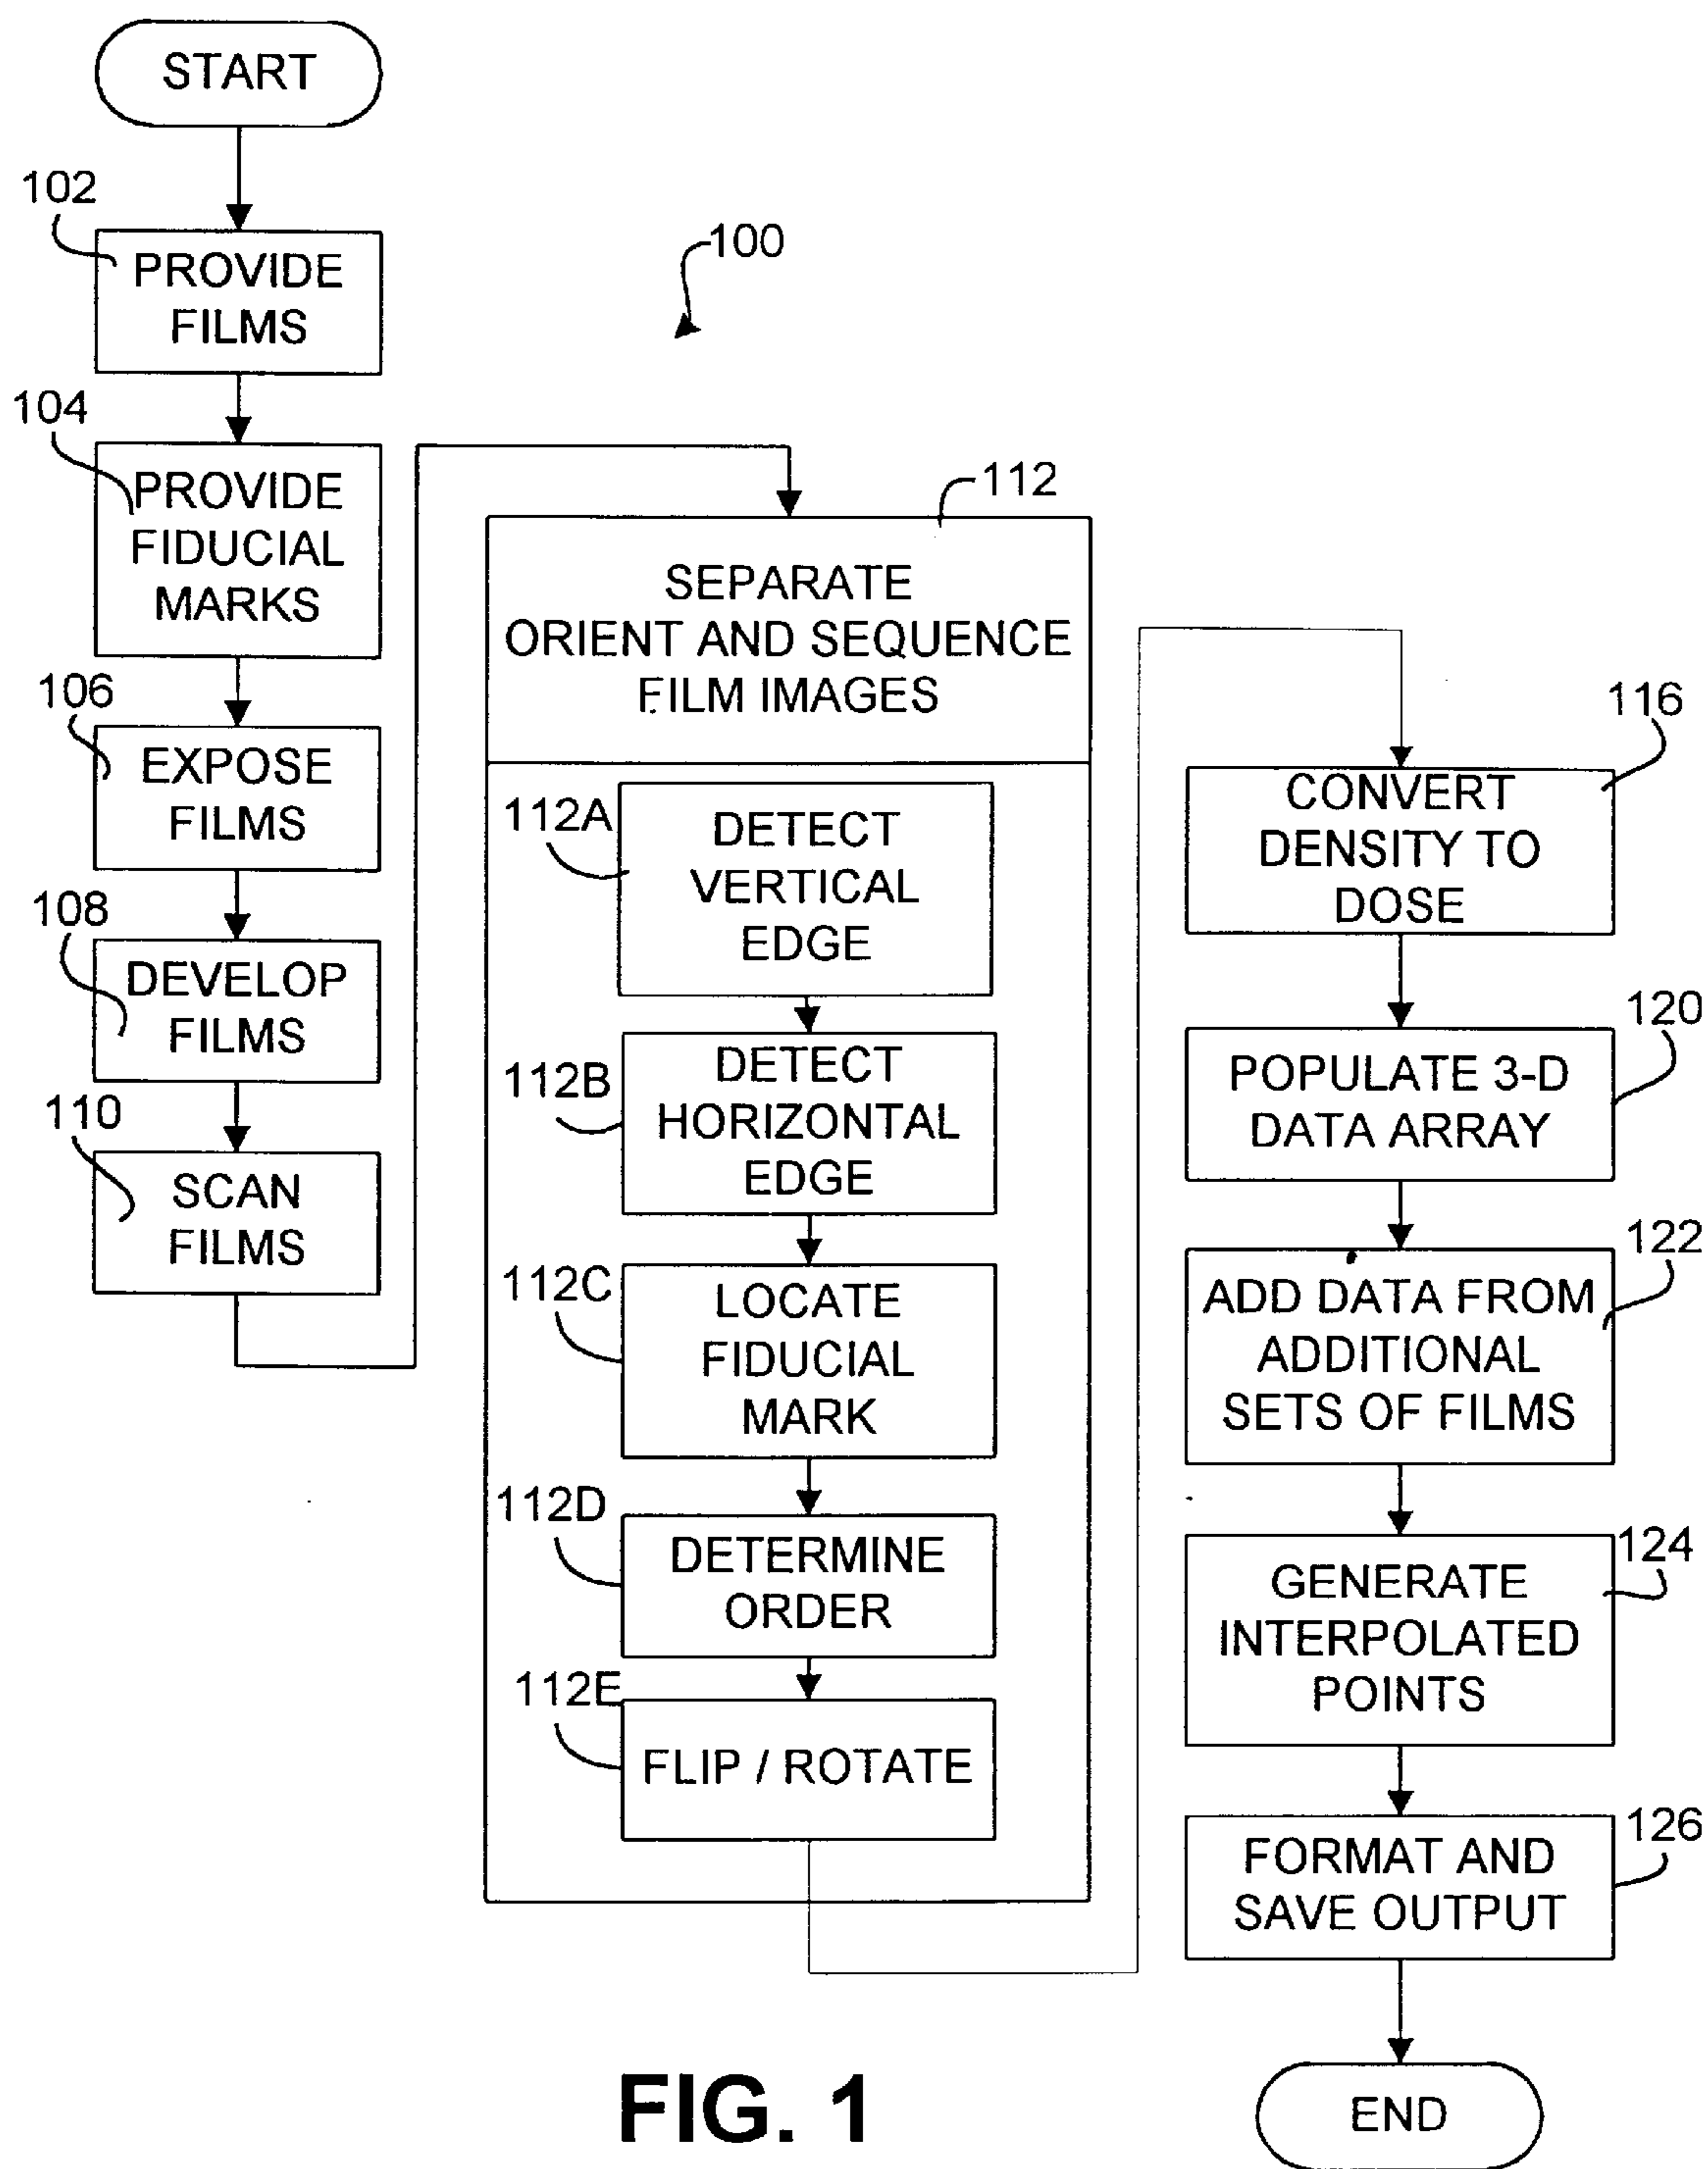 START
102
PROVIDE
FILMS
100
104
PROVIDE
FIDUCIAL
MARKS
106
EXPOSE
FILMS
108
DEVELOP
FILMS
110
SCAN
FILMS
112
SEPARATE
ORIENT AND SEQUENCE
FILM IMAGES
112A
DETECT
VERTICAL
EDGE
112B
DETECT
HORIZONTAL
EDGE
112C
LOCATE
FIDUCIAL
MARK
112D
DETERMINE
ORDER
112E
FLIP / ROTATE
116
CONVERT
DENSITY TO
DOSE
120
POPULATE 3-D
DATA ARRAY
122
ADD DATA FROM
ADDITIONAL
SETS OF FILMS
124
GENERATE
INTERPOLATED
POINTS
126
FORMAT AND
SAVE OUTPUT
END
FIG. 1